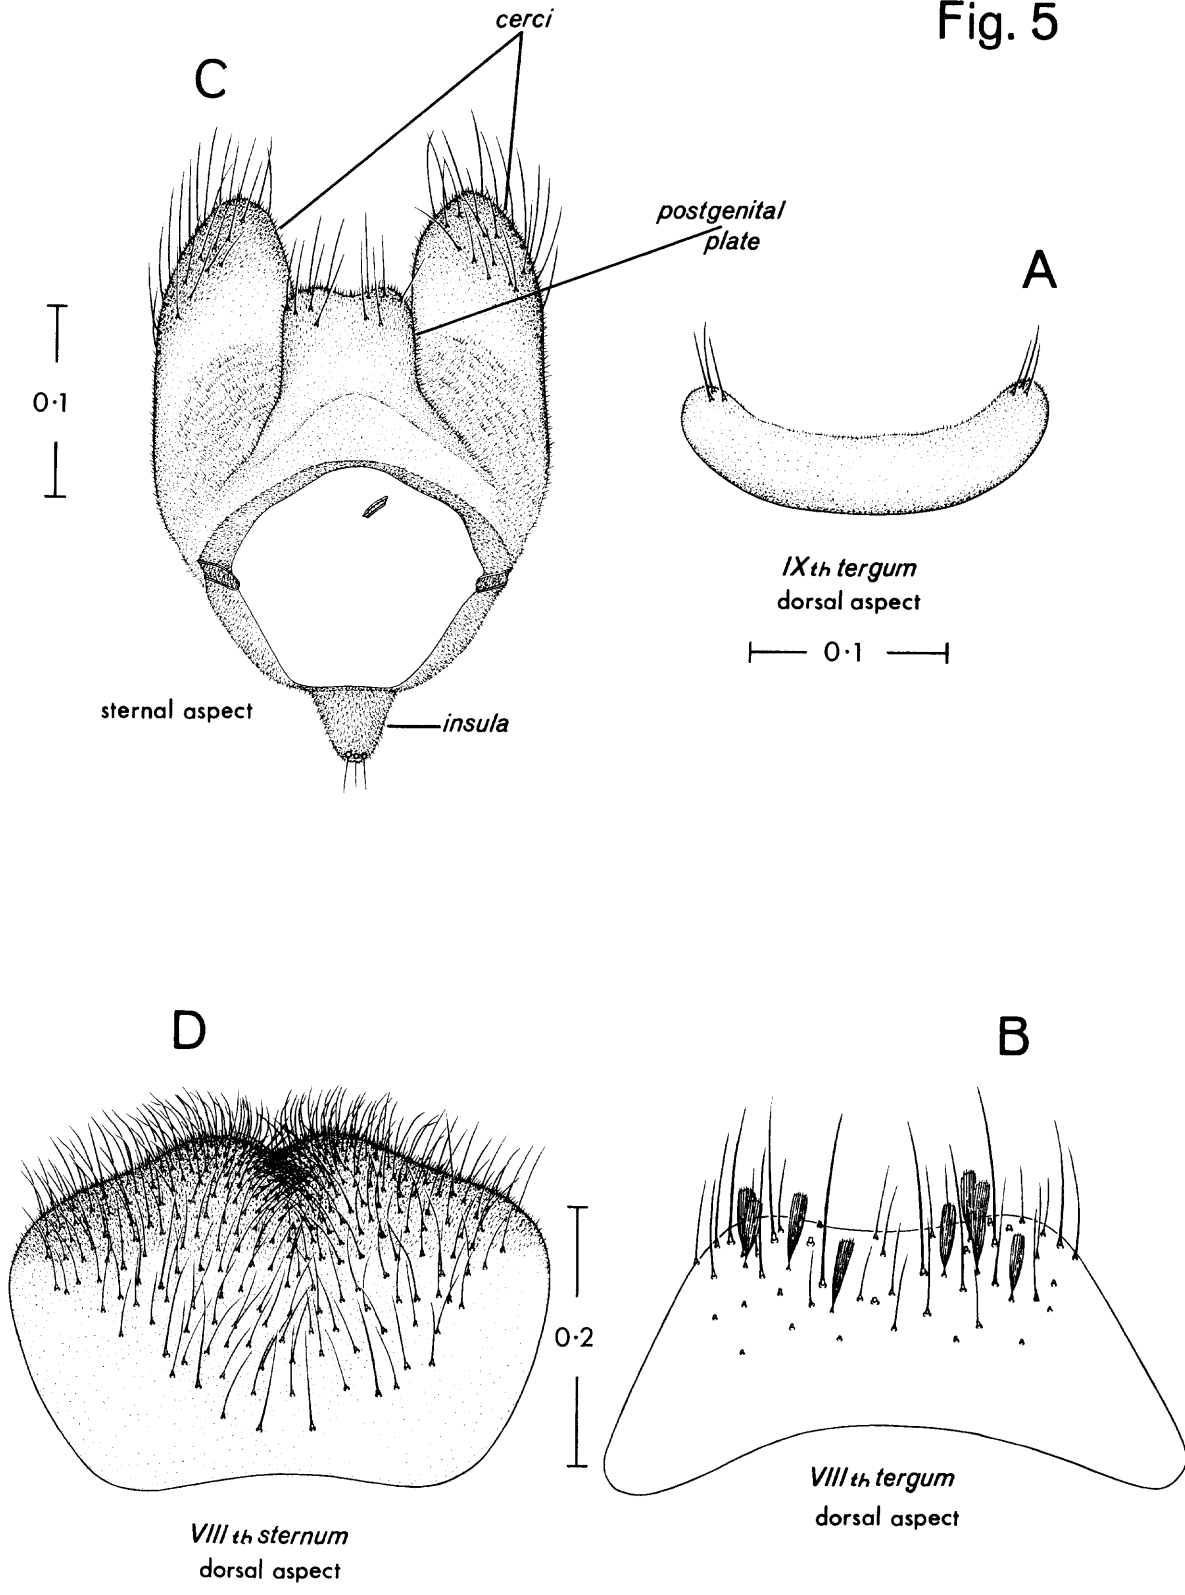 Fig. 5
cerci
C
postgenital
plate
A
0·1
IXth tergum
dorsal aspect
0·1
sternal aspect
insula
D
B
0·2
VIIIth tergum
dorsal aspect
VIIIth sternum
dorsal aspect